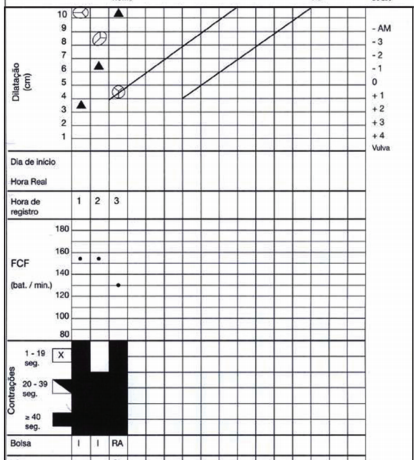 10
9 - AM
8 - 3
7 - 2
6 - 1
5 0
4 + 1
3 + 2
2 + 3
1 + 4
Vulva
Dilatação
(cm)
Dia de inicio
Hora Real
Hora de
registro 1 2 3
180
160
FCF 140
(bat. / min.) 120
100
80
Contrações
1 - 19
seg. X
20 - 39
seg.
≥ 40
seg.
Bolsa I I RA